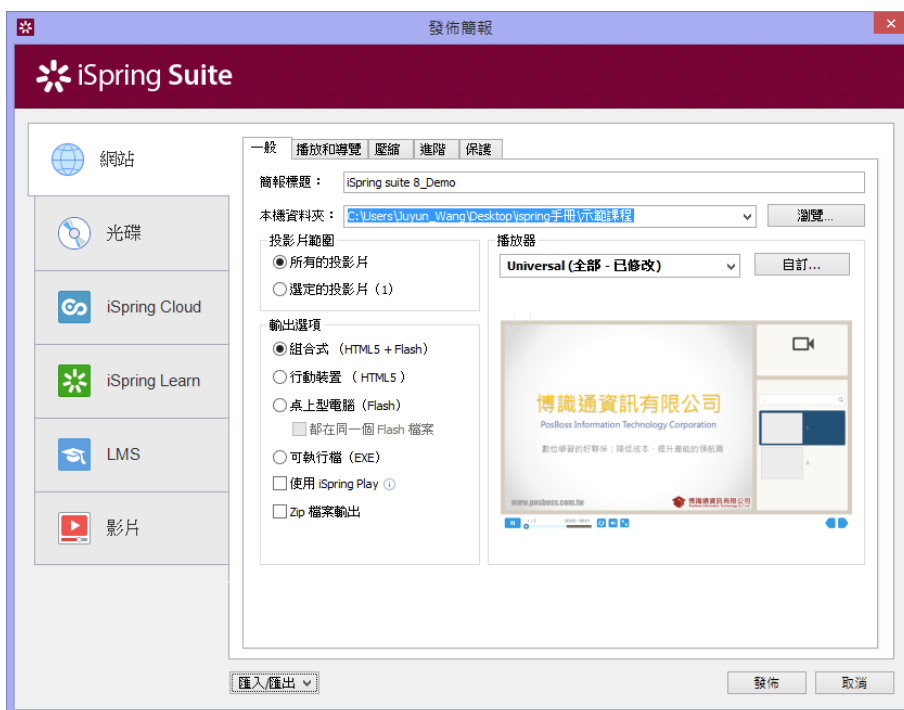 發佈簡報
iSpring Suite
網站
光碟
iSpring Cloud
iSpring Learn
LMS
影片
一般 播放和導覽 壓縮 進階 保護
簡報標題： iSpring suite 8_Demo
本機資料夾： C:\Users\Juyun_Wang\Desktop\ispring手冊\示範課程 瀏覽...
投影片範圍
所有的投影片
選定的投影片（1）
輸出選項
組合式 （HTML5 + Flash）
行動裝置 （ HTML5 ）
桌上型電腦（Flash）
都在同一個 Flash 檔案
可執行檔（EXE）
使用 iSpring Play
Zip 檔案輸出
播放器
Universal (全部 - 已修改) 自訂...
博識通資訊有限公司
PosBoss Information Technology Corporation
數位學習的好夥伴：降低成本、提升產能的領航員
www.posboss.com.tw 博識通資訊有限公司
匯入/匯出 發佈 取消